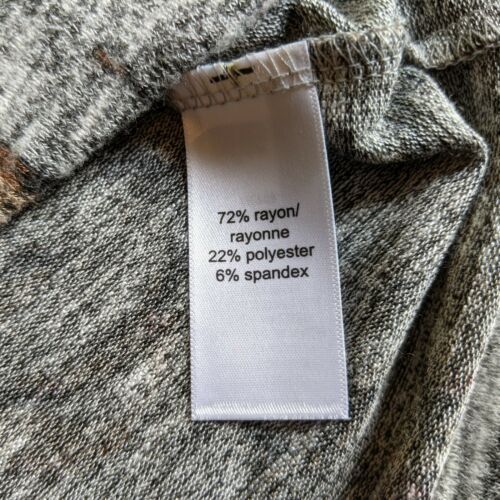 72% rayon/
rayonne
22% polyester
6% spandex